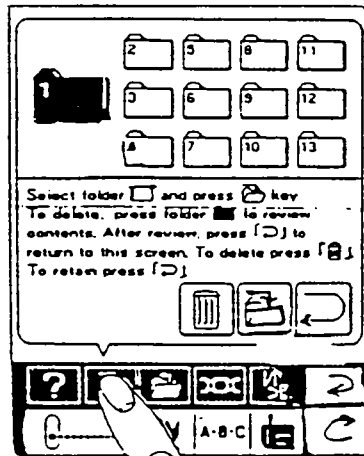 2 5 8 11
1
3 6 9 12
4 7 10 13
Select folder and press key
To delete, press folder to review
contents. After review, press 「⊃」 to
return to this screen. To delete press 「 」
To retain press 「⊃」
?
A-B-C